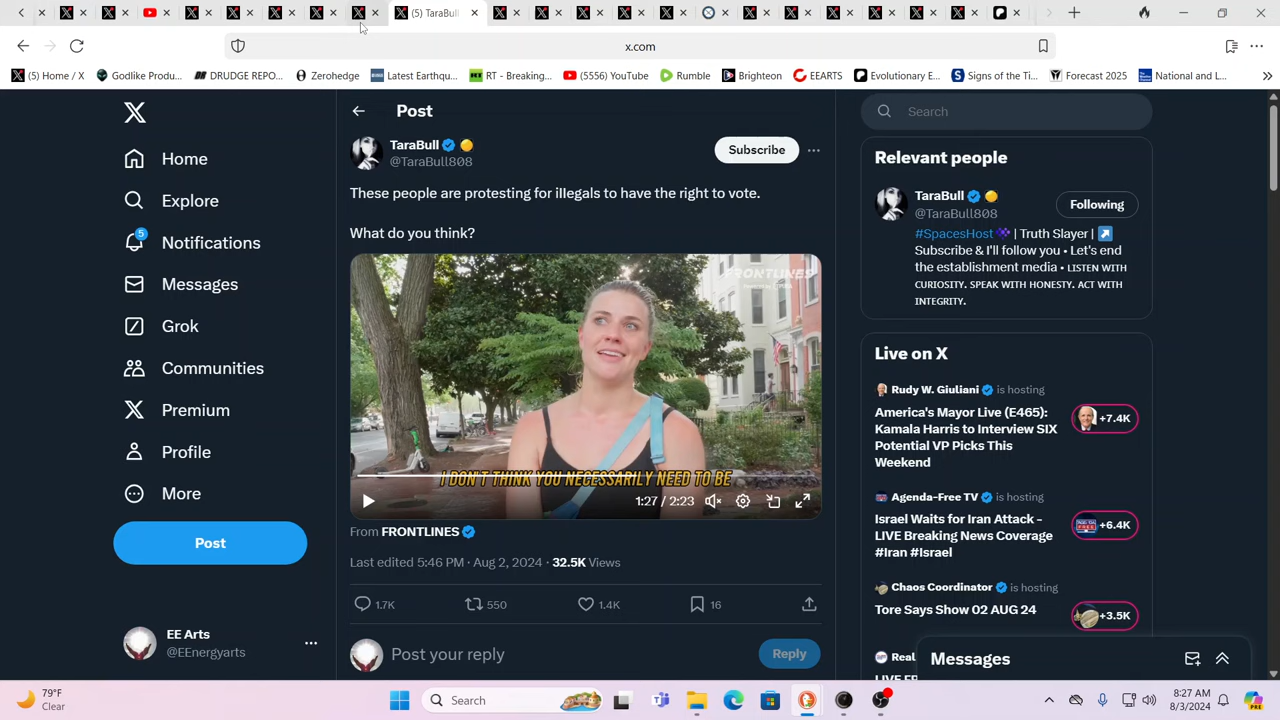 (5) TaraBull
x.com
(5) Home / X
Godlike Produ...
DRUDGE REPO...
Zerohedge
Latest Earthqu...
RT - Breaking...
(5556) YouTube
Rumble
Brighteon
EEARTS
Evolutionary E...
Signs of the Ti...
Forecast 2025
National and L...
Home
Explore
5
Notifications
Messages
Grok
Communities
Premium
Profile
More
Post
EE Arts
@EEnergyarts
Post
TaraBull
@TaraBull808
Subscribe
These people are protesting for illegals to have the right to vote.
What do you think?
FRONTLINES
I DON'T THINK YOU NECESSARILY NEED TO BE
1:27 / 2:23
From FRONTLINES
Last edited 5:46 PM · Aug 2, 2024 · 32.5K Views
1.7K
550
1.4K
16
Post your reply
Reply
Search
Relevant people
TaraBull
@TaraBull808
Following
#SpacesHost | Truth Slayer |
Subscribe & I'll follow you • Let's end
the establishment media • LISTEN WITH
CURIOSITY. SPEAK WITH HONESTY. ACT WITH
INTEGRITY.
Live on X
Rudy W. Giuliani is hosting
America's Mayor Live (E465):
Kamala Harris to Interview SIX
Potential VP Picks This
Weekend
+7.4K
Agenda-Free TV is hosting
Israel Waits for Iran Attack -
LIVE Breaking News Coverage
#Iran #Israel
+6.4K
Chaos Coordinator is hosting
Tore Says Show 02 AUG 24
+3.5K
Real
Messages
79°F
Clear
Search
8:27 AM
8/3/2024